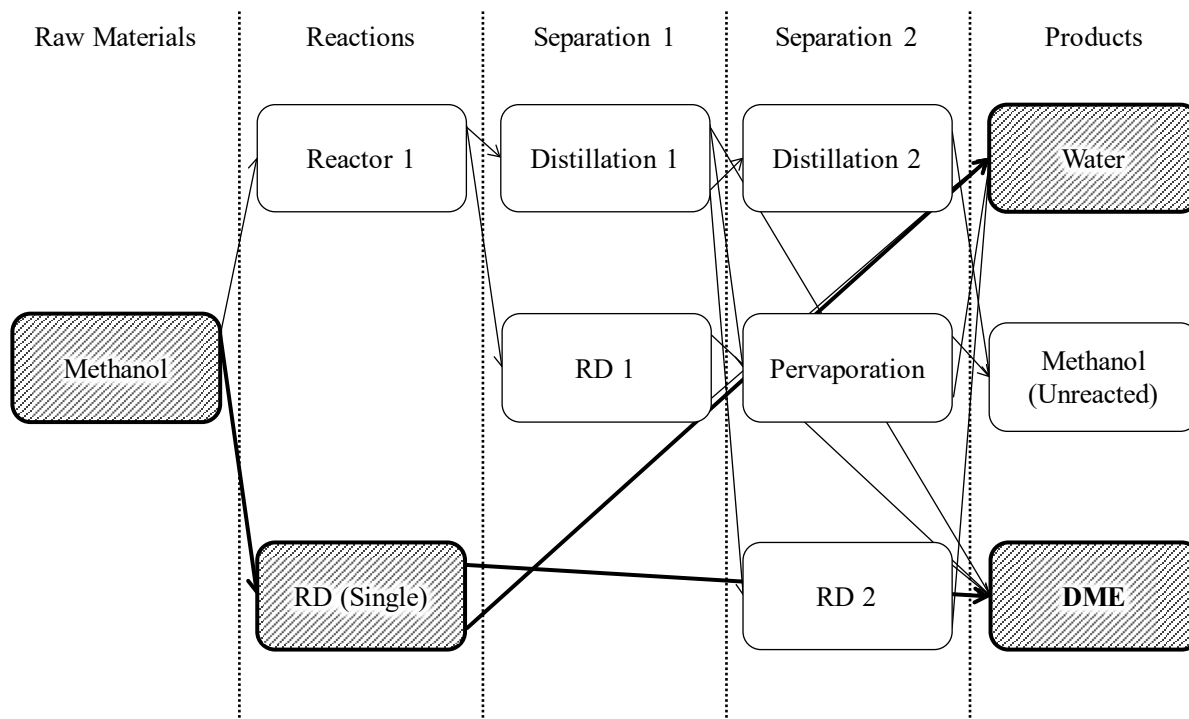 Raw Materials
Reactions
Separation 1
Separation 2
Products
Reactor 1
Distillation 1
Distillation 2
Water
Methanol
RD 1
Pervaporation
Methanol
(Unreacted)
RD (Single)
RD 2
DME